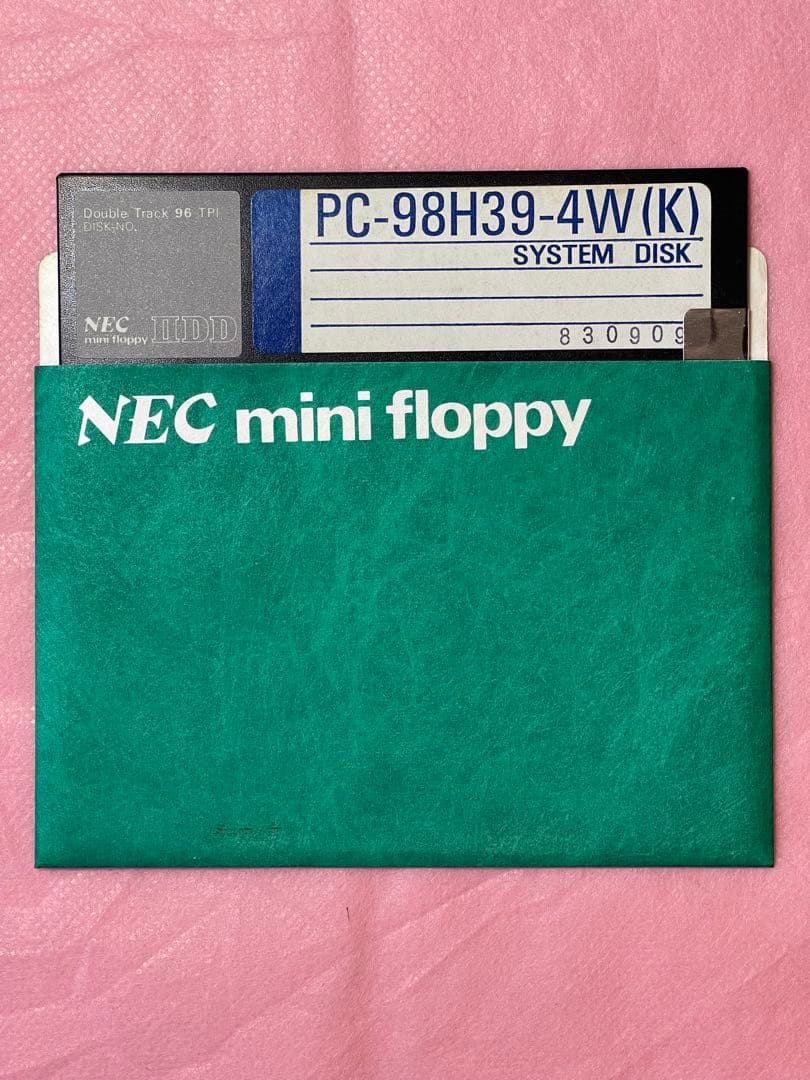 Double Track 96 TPI
DISK-NO.
NEC
mini floppy IIDD
PC-98H39-4W(K)
SYSTEM DISK
830909
NEC mini floppy